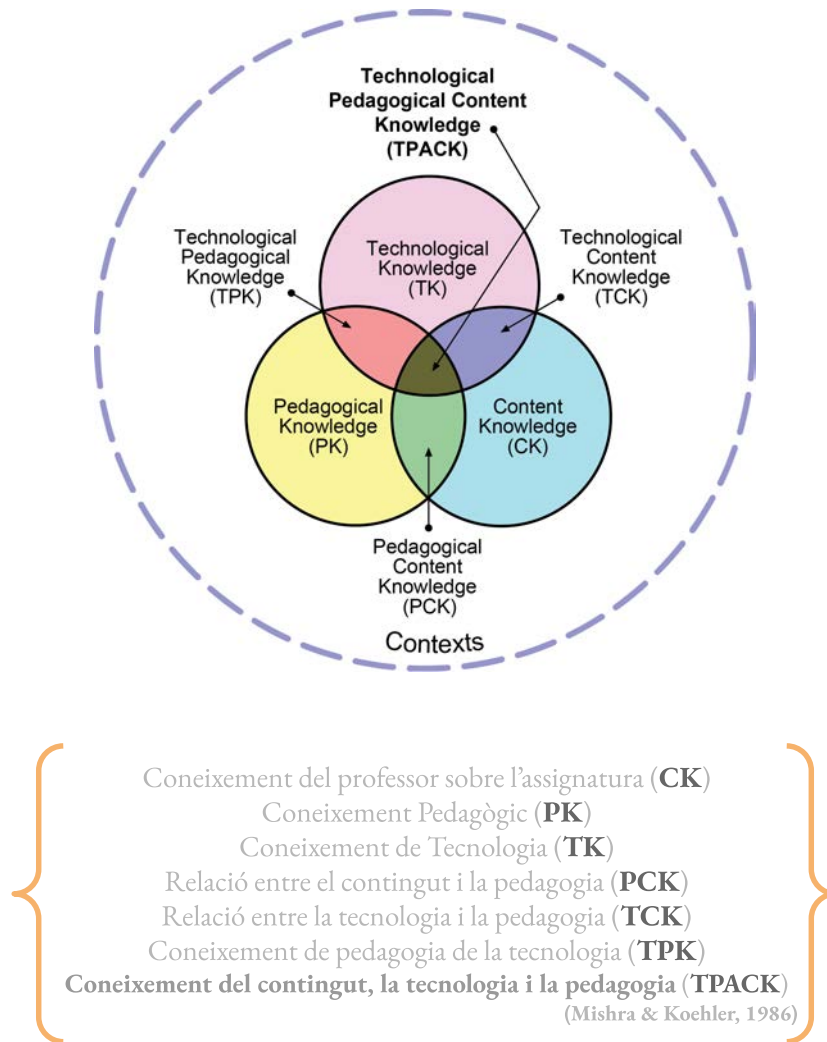 Technological
Pedagogical Content
Knowledge
(TPACK)
Technological
Pedagogical
Knowledge
(TPK)
Technological
Knowledge
(TK)
Technological
Content
Knowledge
(TCK)
Pedagogical
Knowledge
(PK)
Content
Knowledge
(CK)
Pedagogical
Content
Knowledge
(PCK)
Contexts
Coneixement del professor sobre l’assignatura (CK)
Coneixement Pedagògic (PK)
Coneixement de Tecnologia (TK)
Relació entre el contingut i la pedagogia (PCK)
Relació entre la tecnologia i la pedagogia (TCK)
Coneixement de pedagogia de la tecnologia (TPK)
Coneixement del contingut, la tecnologia i la pedagogia (TPACK)
(Mishra & Koehler, 1986)